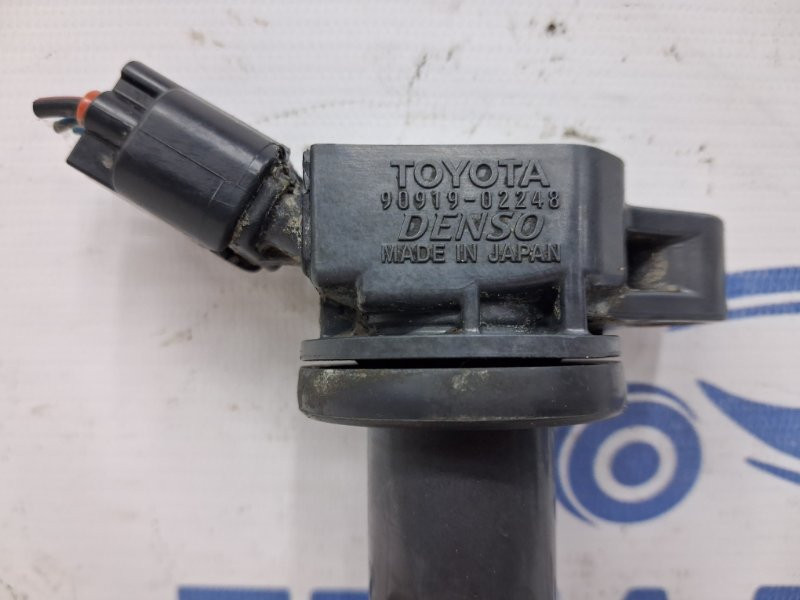 TOYOTA
90919-02248
DENSO
MADE IN JAPAN